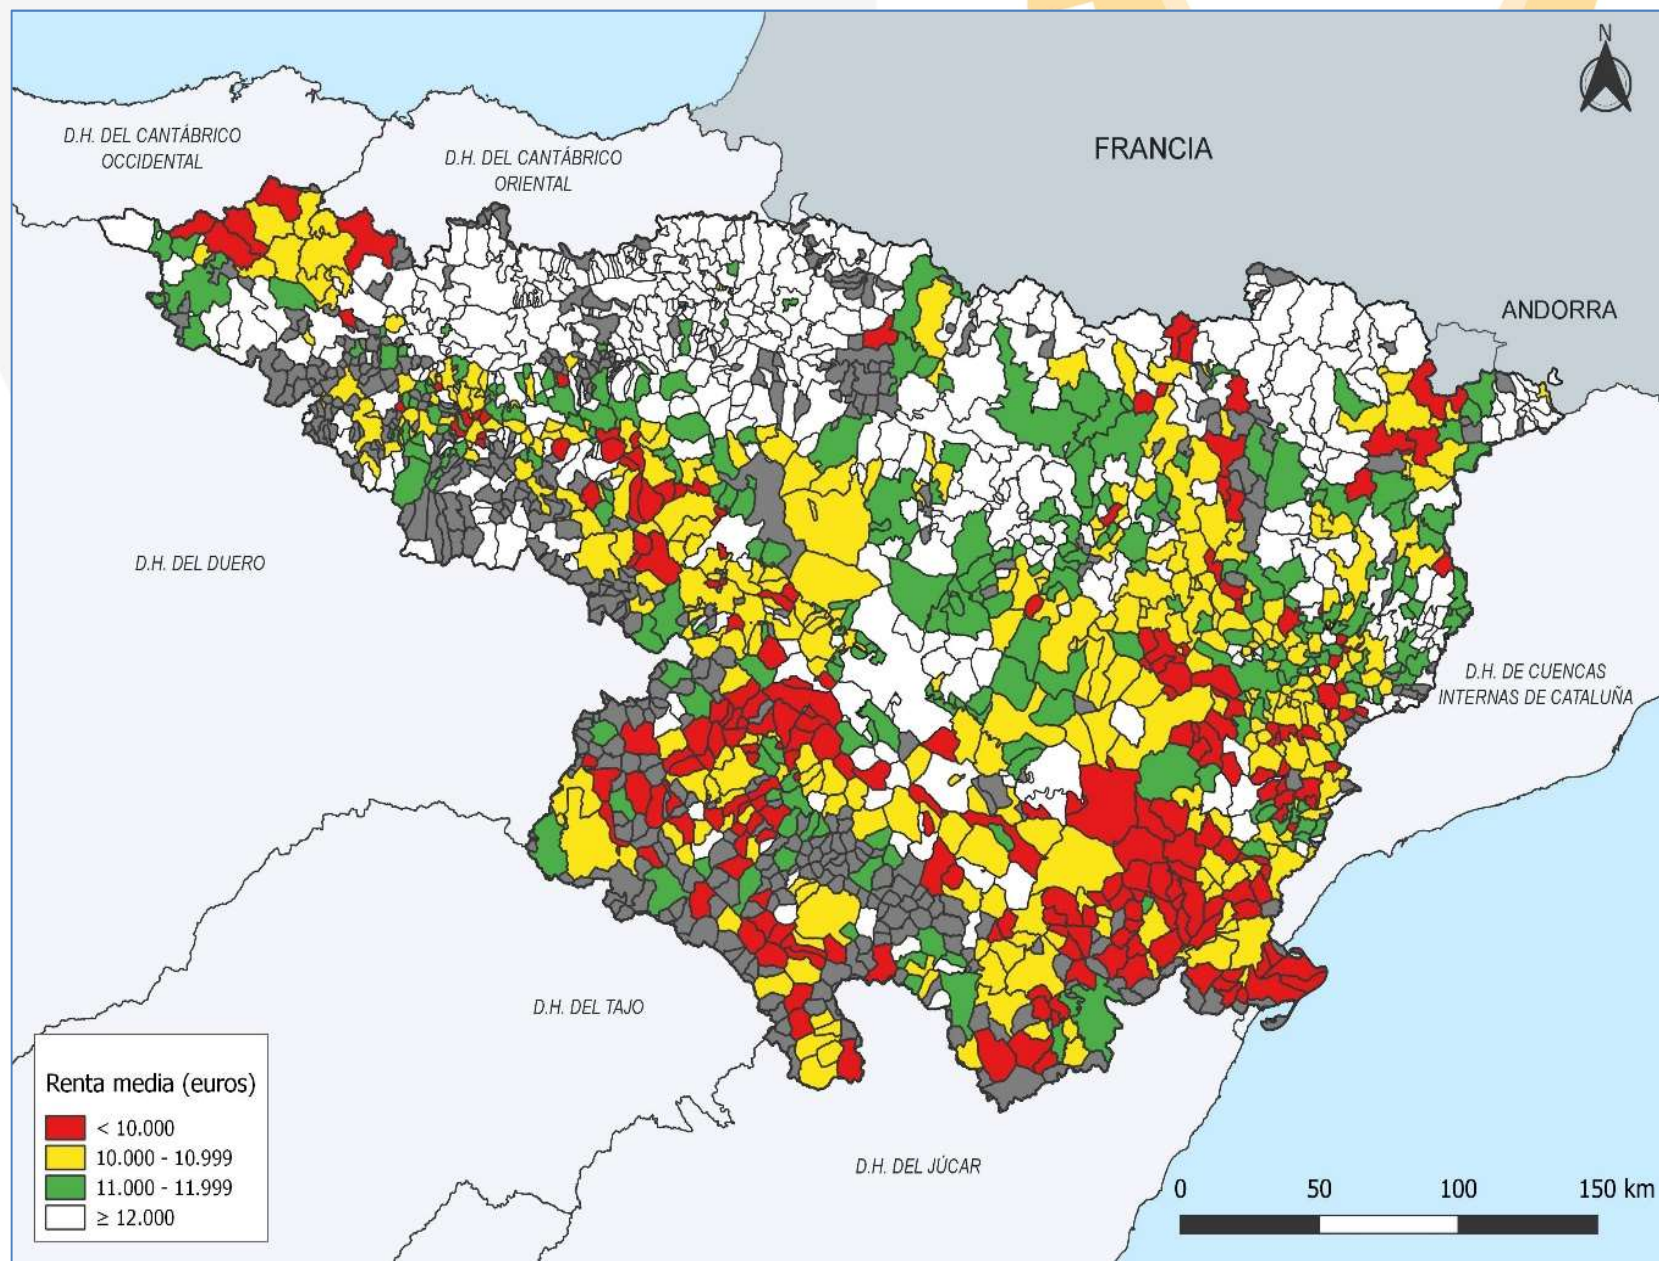 N
D.H. DEL CANTÁBRICO
OCCIDENTAL
D.H. DEL CANTÁBRICO
ORIENTAL
FRANCIA
ANDORRA
D.H. DEL DUERO
D.H. DE CUENCAS
INTERNAS DE CATALUÑA
D.H. DEL TAJO
D.H. DEL JÚCAR
Renta media (euros)
< 10.000
10.000 - 10.999
11.000 - 11.999
≥ 12.000
0 50 100 150 km